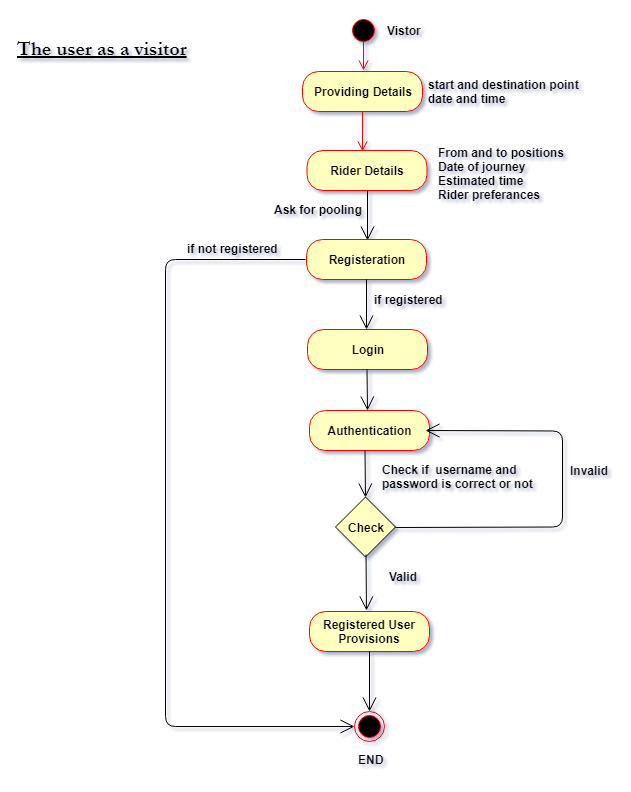 Vistor
The user as a visitor
Providing Details
start and destination point
date and time
Rider Details
From and to positions
Date of journey
Estimated time
Rider preferances
Ask for pooling
if not registered
Registeration
if registered
Login
Authentication
Check if username and
password is correct or not
Invalid
Check
Valid
Registered User
Provisions
END